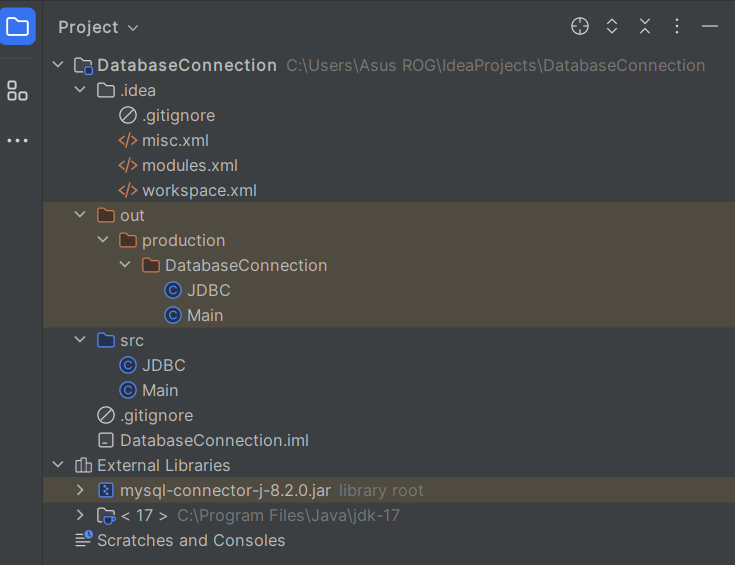 Project
DatabaseConnection C:\Users\Asus ROG\IdeaProjects\DatabaseConnection
.idea
.gitignore
misc.xml
modules.xml
workspace.xml
out
production
DatabaseConnection
JDBC
Main
src
JDBC
Main
.gitignore
DatabaseConnection.iml
External Libraries
mysql-connector-j-8.2.0.jar library root
< 17 > C:\Program Files\Java\jdk-17
Scratches and Consoles